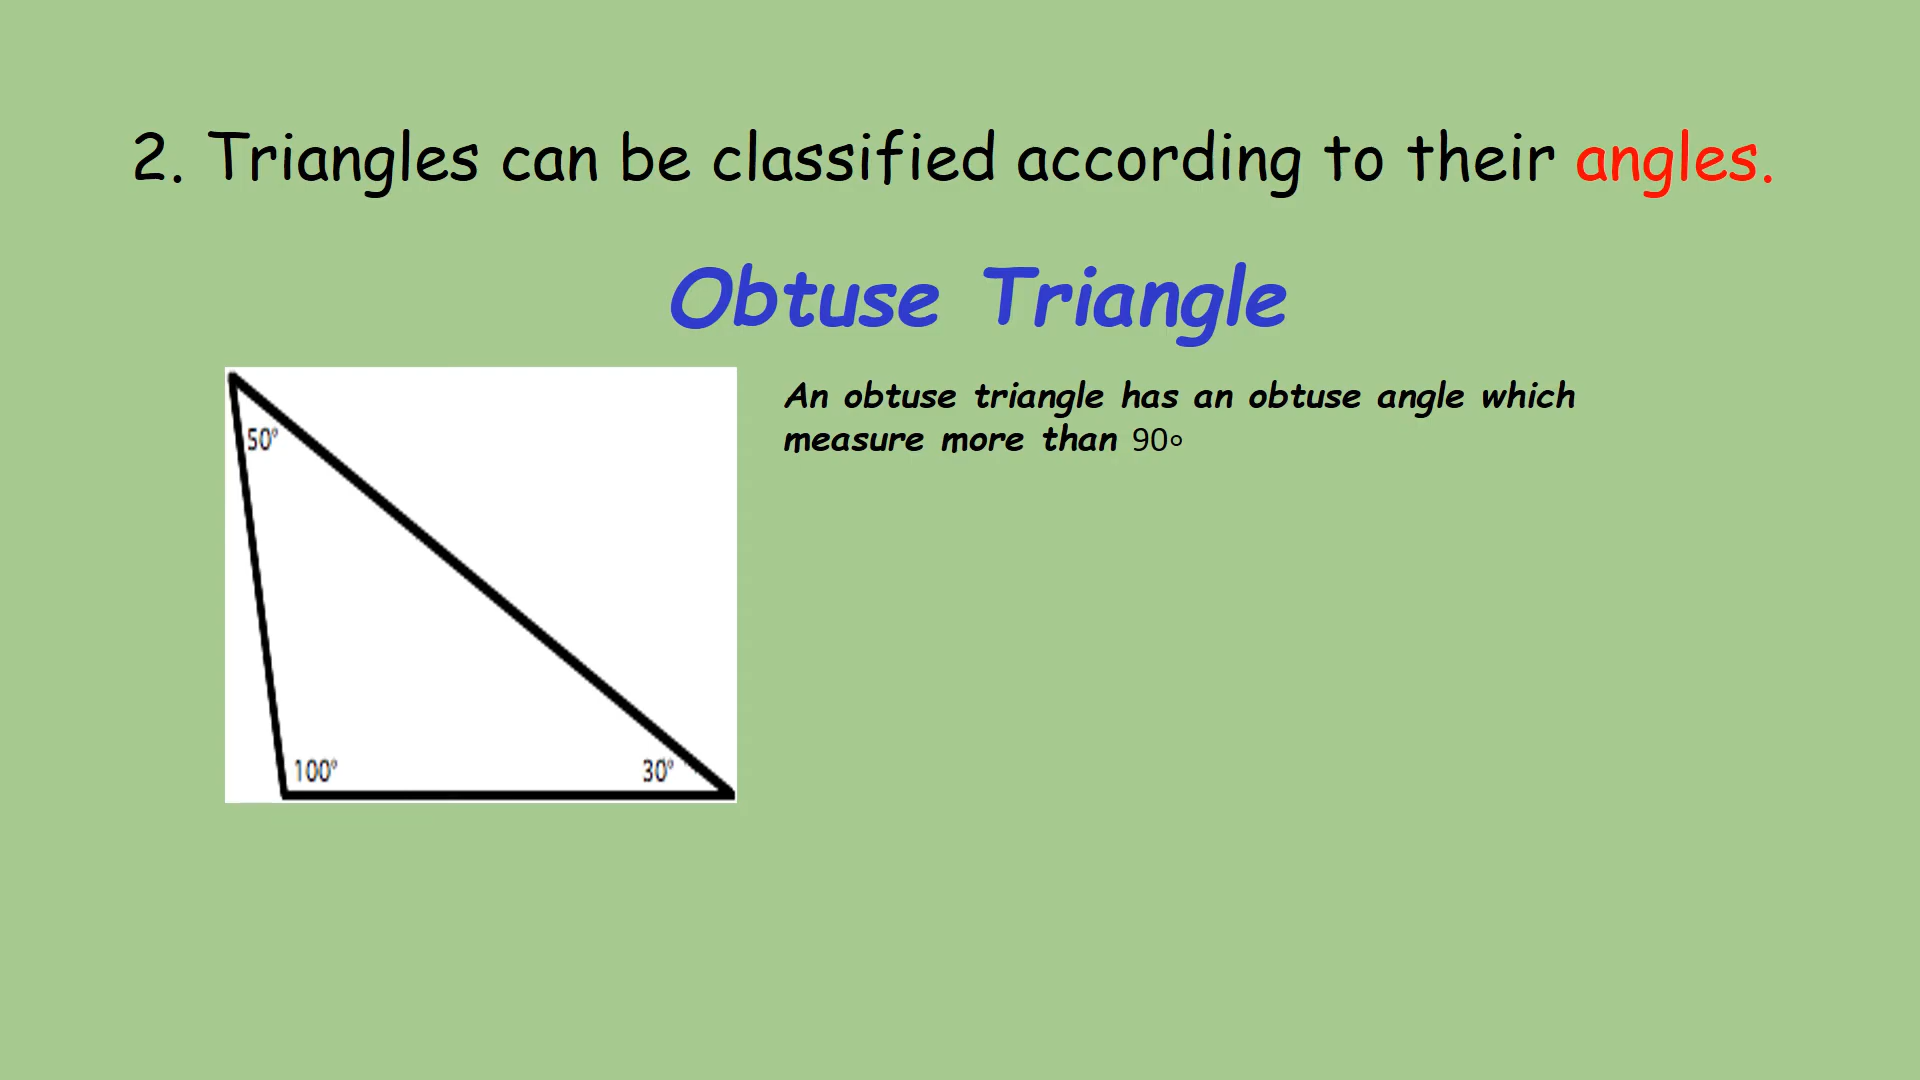 2. Triangles can be classified according to their angles.
Obtuse Triangle
An obtuse triangle has an obtuse angle which
measure more than 90∘
50°
100°
30°